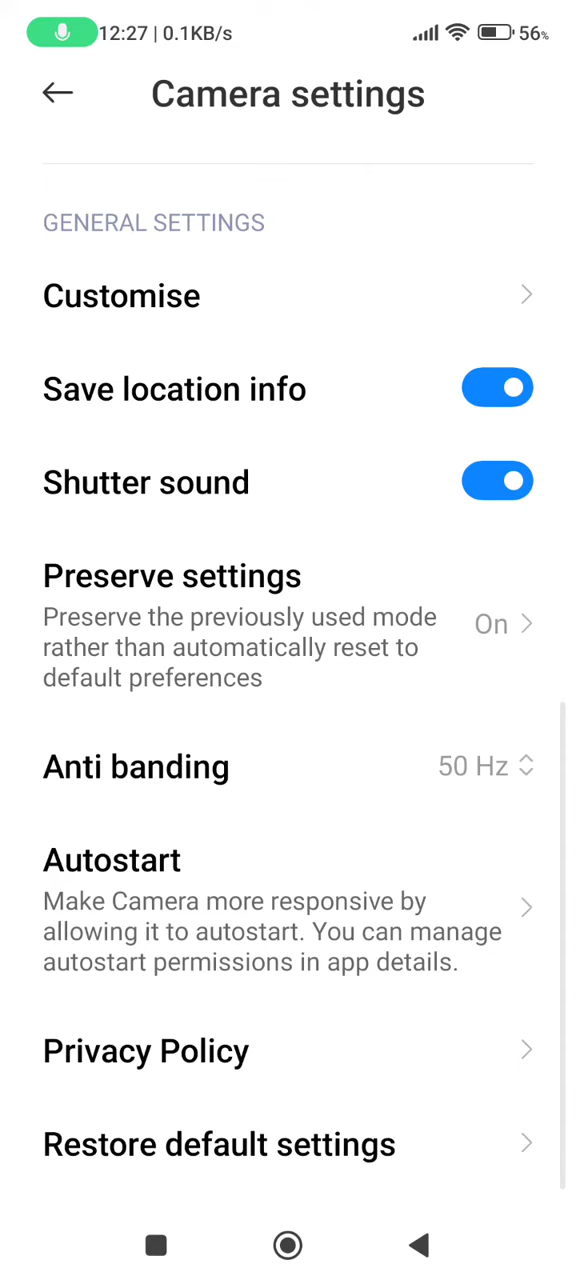 12:27 | 0.1KB/s 56%
Camera settings
GENERAL SETTINGS
Customise
Save location info
Shutter sound
Preserve settings
Preserve the previously used mode
rather than automatically reset to
default preferences
On
Anti banding
50 Hz
Autostart
Make Camera more responsive by
allowing it to autostart. You can manage
autostart permissions in app details.
Privacy Policy
Restore default settings